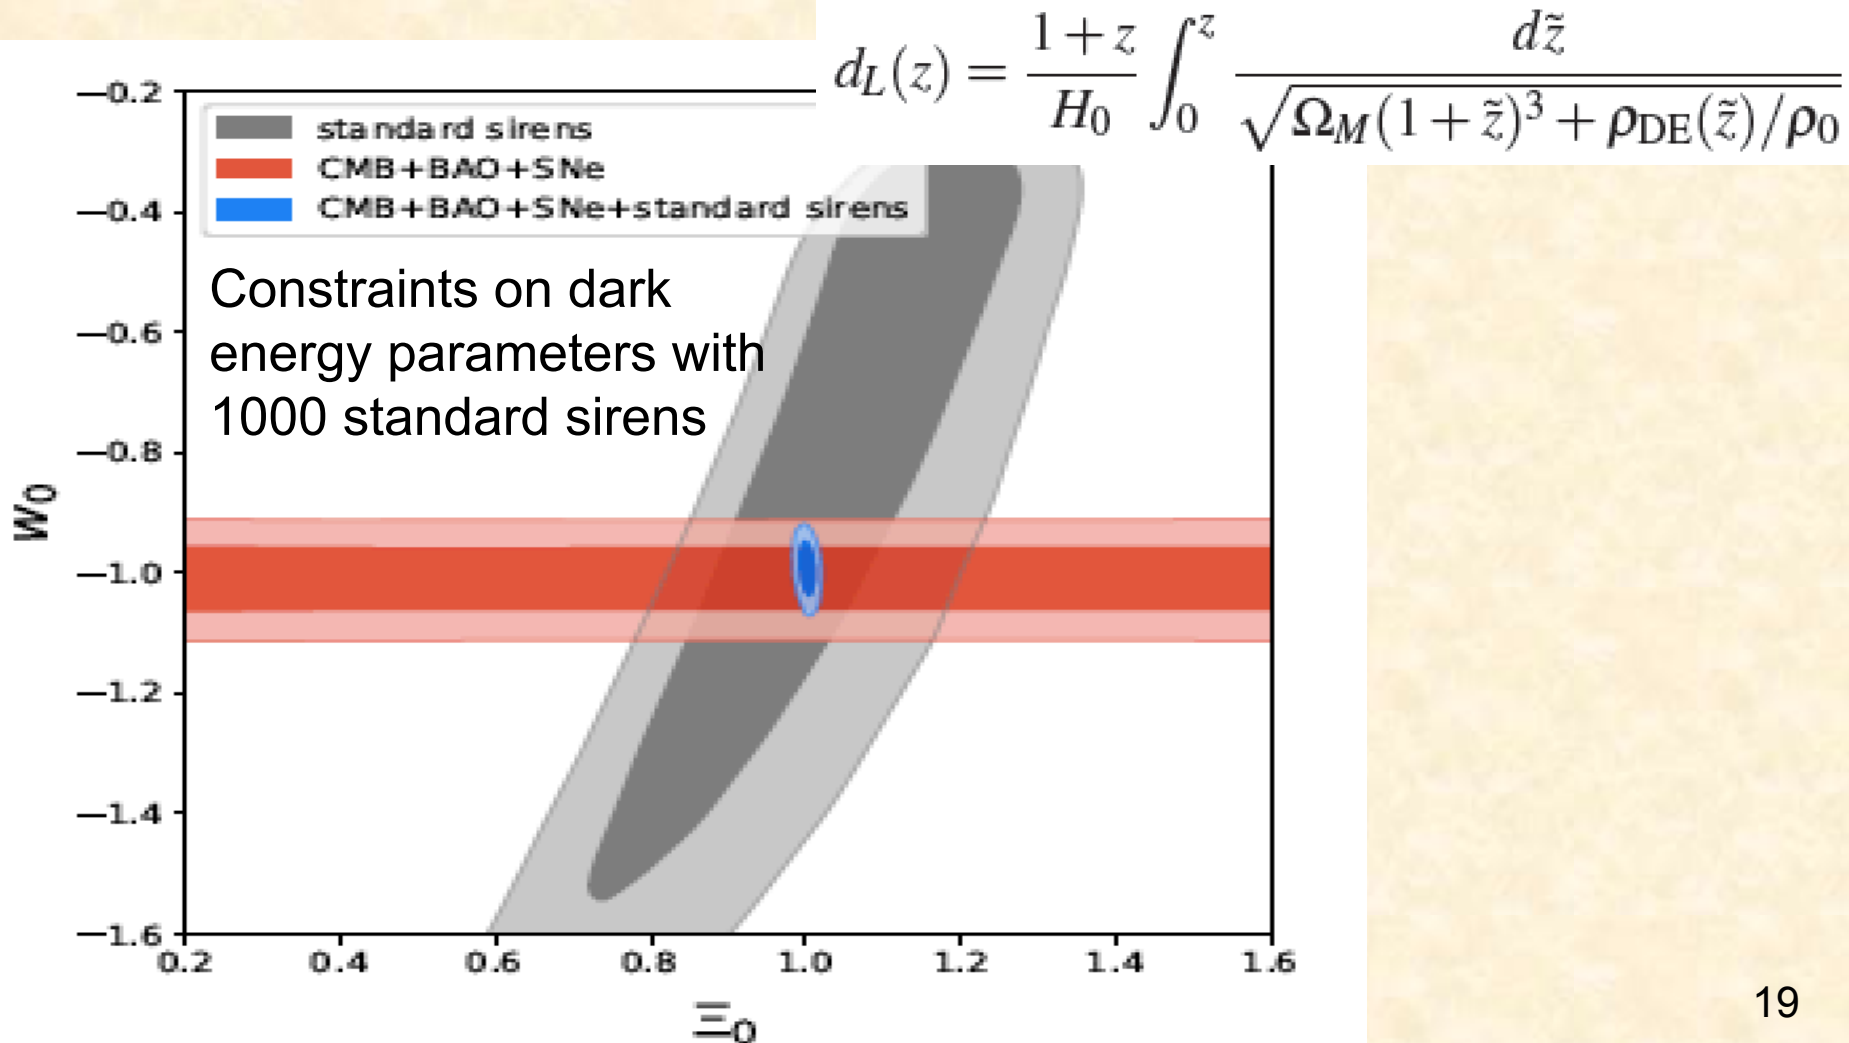 d_L(z) = \frac{1+z}{H_0} \int_0^z \frac{d\tilde{z}}{\sqrt{\Omega_M(1+\tilde{z})^3 + \rho_{DE}(\tilde{z})/\rho_0}}
standard sirens
CMB+BAO+SNe
CMB+BAO+SNe+standard sirens
Constraints on dark
energy parameters with
1000 standard sirens
w₀
−0.2
−0.4
−0.6
−0.8
−1.0
−1.2
−1.4
−1.6
0.2 0.4 0.6 0.8 1.0 1.2 1.4 1.6
Ξ₀
19